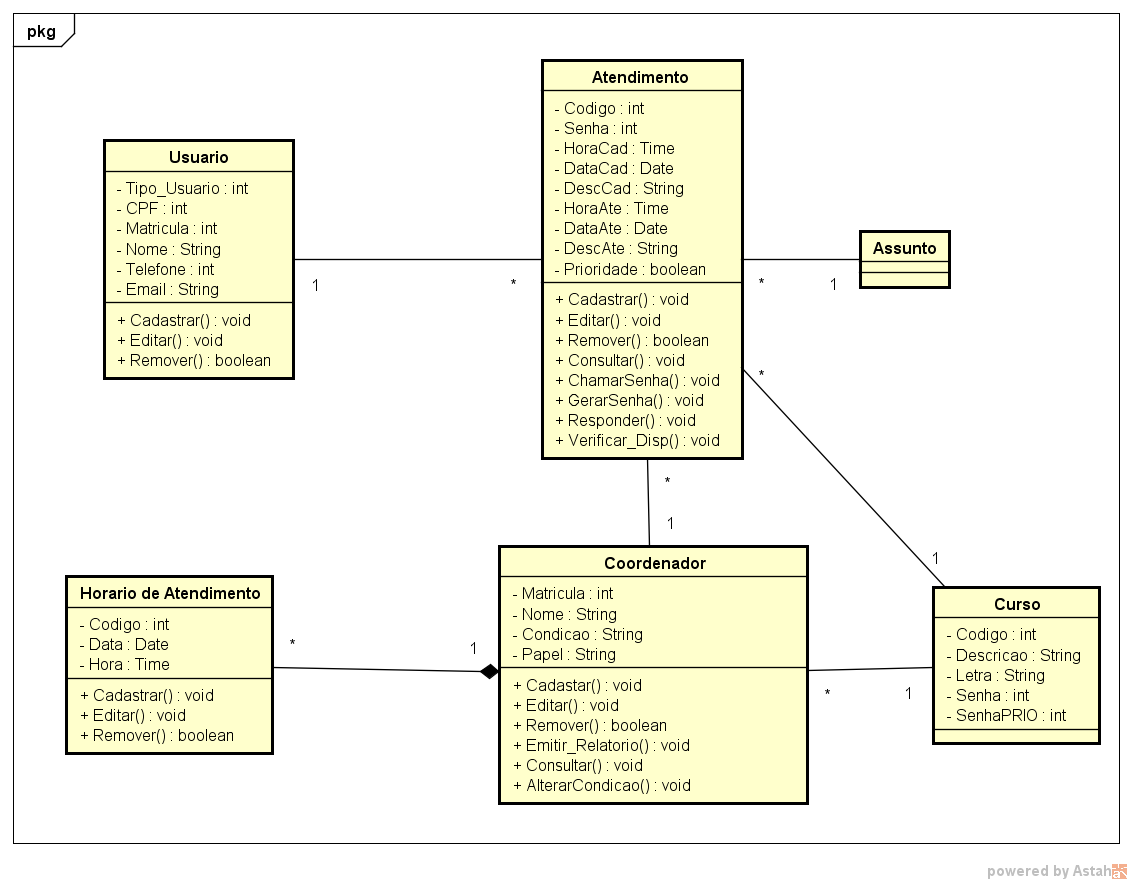 pkg
Atendimento
- Codigo : int
- Senha : int
- HoraCad : Time
- DataCad : Date
- DescCad : String
- HoraAte : Time
- DataAte : Date
- DescAte : String
- Prioridade : boolean
+ Cadastrar() : void
+ Editar() : void
+ Remover() : boolean
+ Consultar() : void
+ ChamarSenha() : void
+ GerarSenha() : void
+ Responder() : void
+ Verificar_Disp() : void
Usuario
- Tipo_Usuario : int
- CPF : int
- Matricula : int
- Nome : String
- Telefone : int
- Email : String
+ Cadastrar() : void
+ Editar() : void
+ Remover() : boolean
1
*
Assunto
*
1
*
1
*
1
Coordenador
- Matricula : int
- Nome : String
- Condicao : String
- Papel : String
+ Cadastar() : void
+ Editar() : void
+ Remover() : boolean
+ Emitir_Relatorio() : void
+ Consultar() : void
+ AlterarCondicao() : void
Horario de Atendimento
- Codigo : int
- Data : Date
- Hora : Time
+ Cadastrar() : void
+ Editar() : void
+ Remover() : boolean
*
1
Curso
- Codigo : int
- Descricao : String
- Letra : String
- Senha : int
- SenhaPRIO : int
*
1
powered by Astah